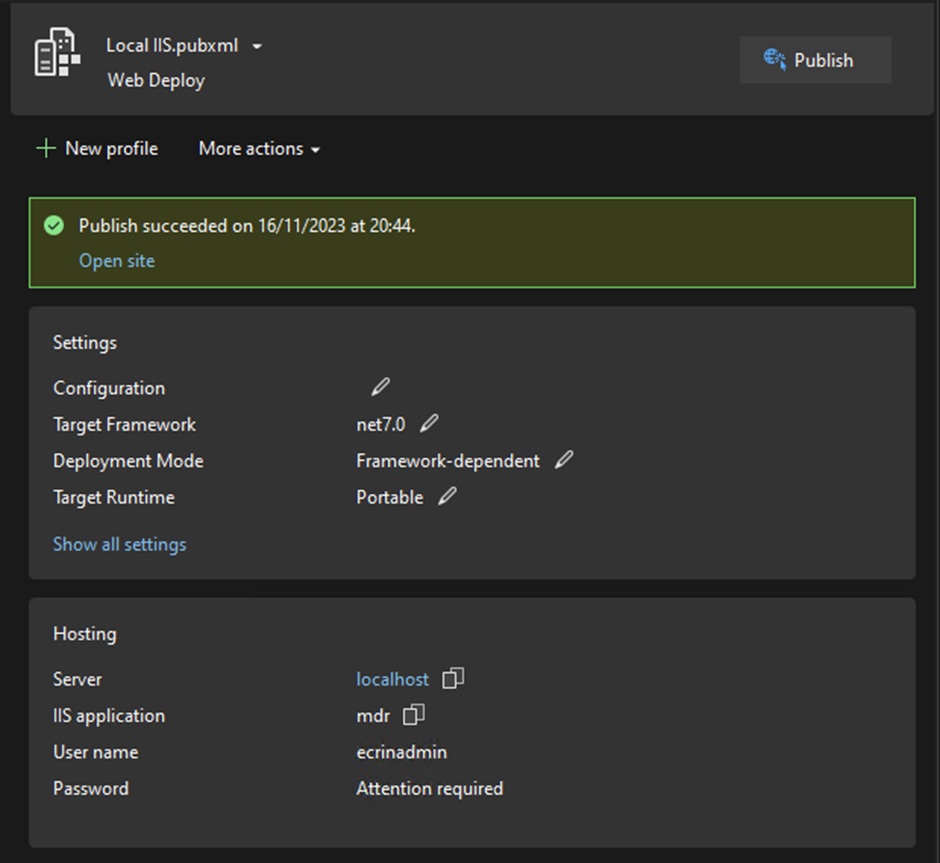 Local IIS.pubxml
Web Deploy
Publish
New profile
More actions
Publish succeeded on 16/11/2023 at 20:44.
Open site
Settings
Configuration
Target Framework net7.0
Deployment Mode Framework-dependent
Target Runtime Portable
Show all settings
Hosting
Server localhost
IIS application mdr
User name ecrinadmin
Password Attention required